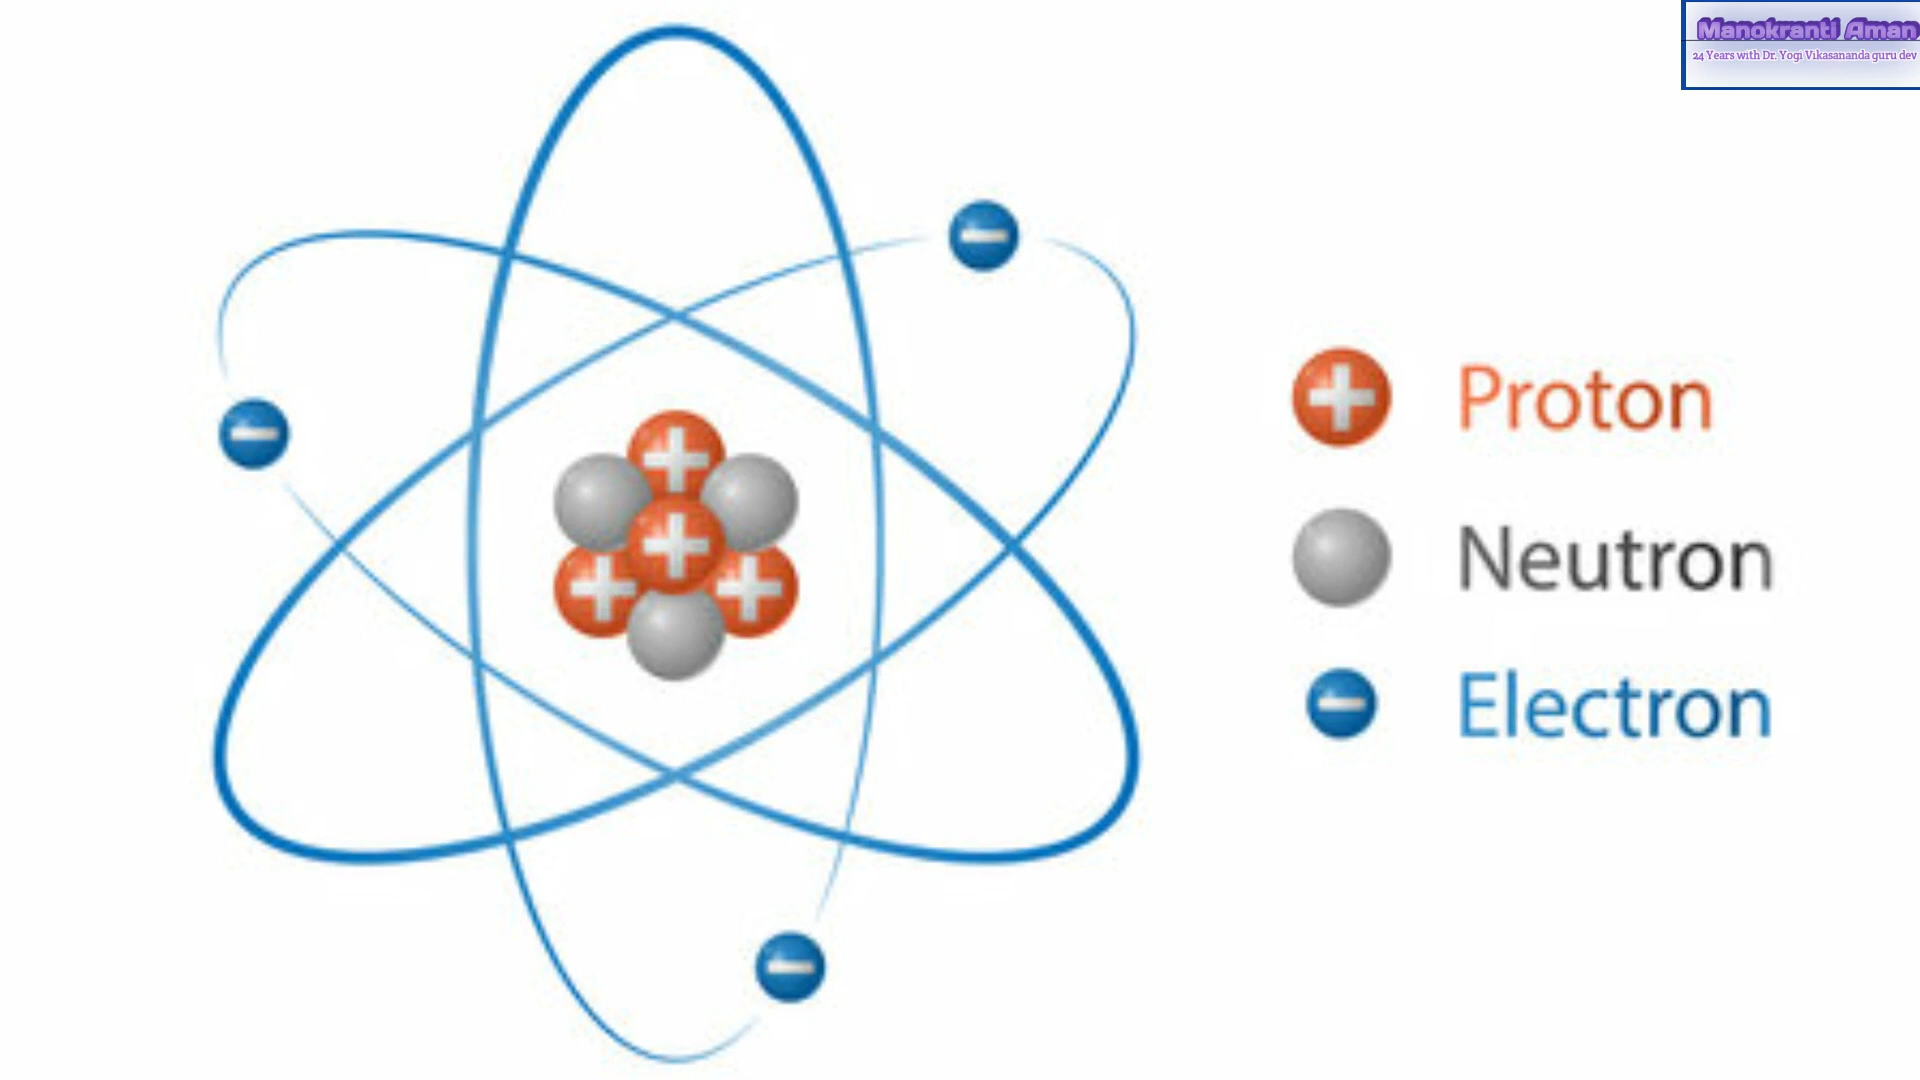 Manokranti Aman
24 Years with Dr. Yogi Vikasananda guru dev
Proton
Neutron
Electron